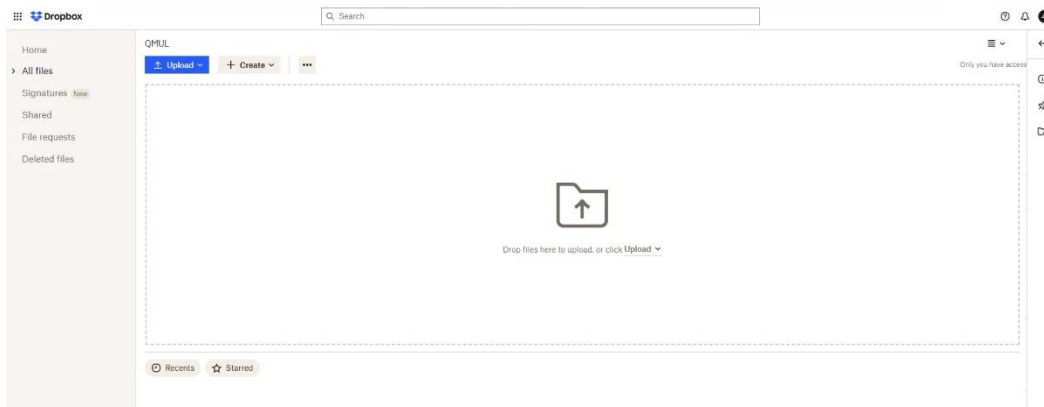 Dropbox
Search
Home
All files
Signatures New
Shared
File requests
Deleted files
QMUL
Upload
Create
Only you have access
Drop files here to upload, or click Upload
Recents
Starred